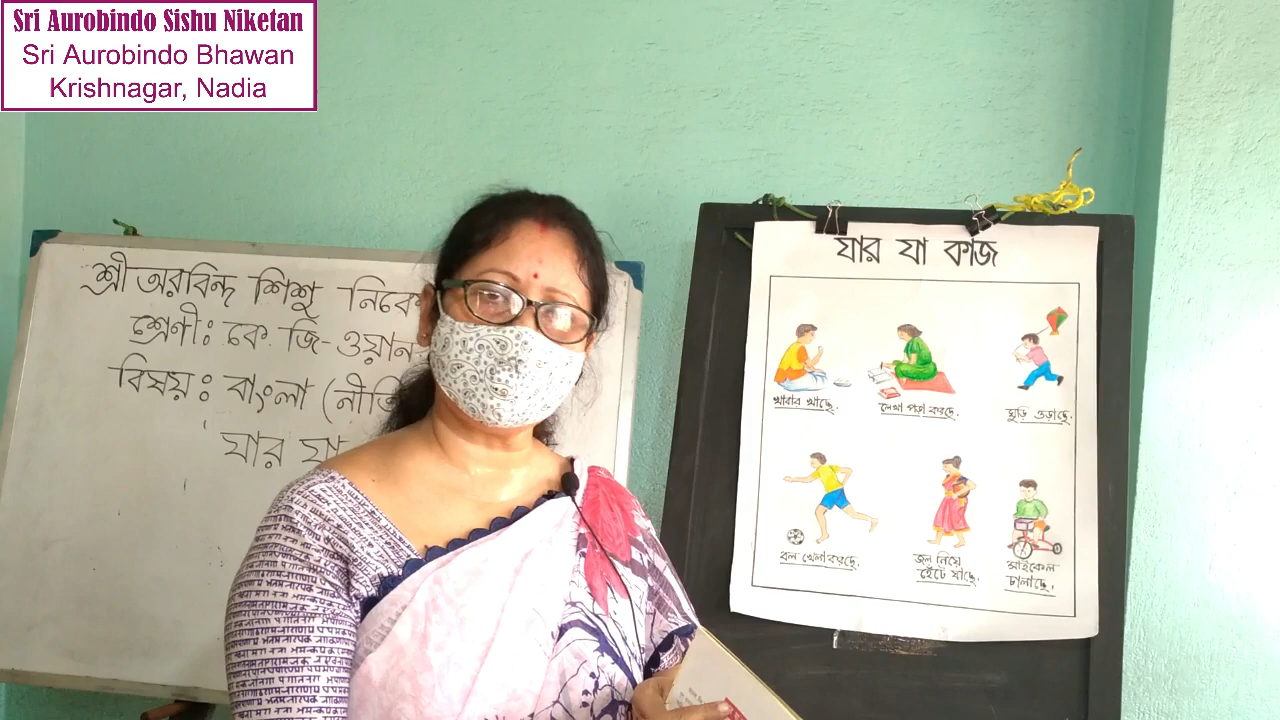 Sri Aurobindo Sishu Niketan
Sri Aurobindo Bhawan
Krishnagar, Nadia
শ্রী অরবিন্দ শিশু
শ্রেণী: কে. জি-ওয়ান
বিষয়: বাংলা
যার যা
যার যা কাজ
খাবার খাচ্ছে.
লেখা পড়া করছে.
ঘুড়ি ওড়াচ্ছে.
বল খেলা করছে.
জল নিয়ে
হেঁটে যাচ্ছে.
সাইকেল
চালাচ্ছে.